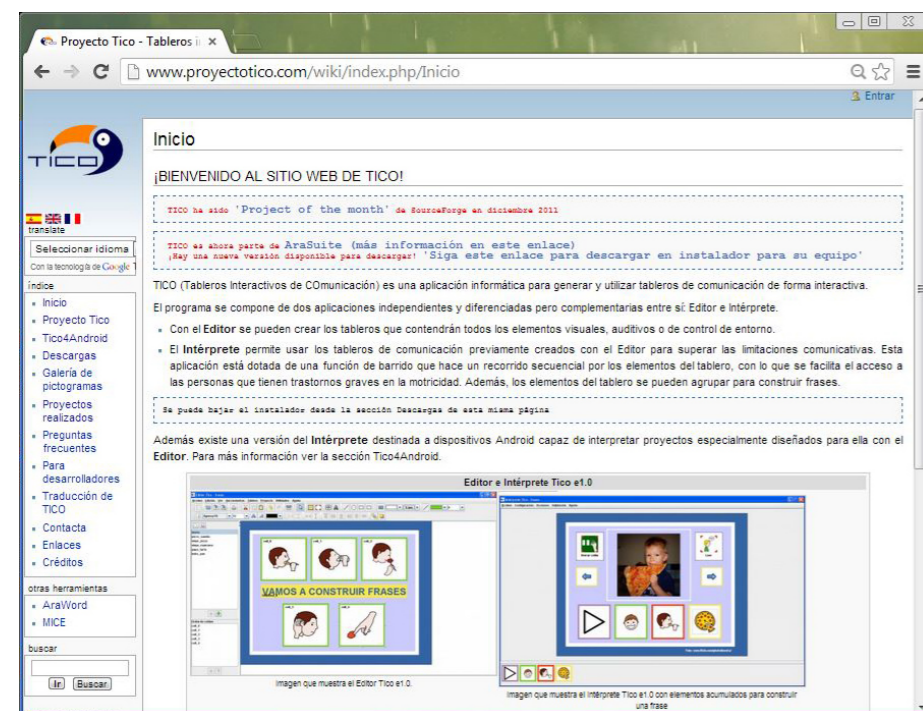 Proyecto Tico - Tableros i
www.proyectotico.com/wiki/index.php/Inicio
Entrar
TICO
translate
Seleccionar idioma
Con la tecnología de Google
índice
Inicio
Proyecto Tico
Tico4Android
Descargas
Galería de
pictogramas
Proyectos
realizados
Preguntas
frecuentes
Para
desarrolladores
Traducción de
TICO
Contacta
Enlaces
Créditos
otras herramientas
AraWord
MICE
buscar
Ir Buscar
Inicio
¡BIENVENIDO AL SITIO WEB DE TICO!
TICO ha sido 'Project of the month' de SourceForge en diciembre 2011
TICO es ahora parte de AraSuite (más información en este enlace)
¡Hay una nueva versión disponible para descargar! 'Siga este enlace para descargar en instalador para su equipo'
TICO (Tableros Interactivos de COmunicación) es una aplicación informática para generar y utilizar tableros de comunicación de forma interactiva.
El programa se compone de dos aplicaciones independientes y diferenciadas pero complementarias entre sí: Editor e Intérprete.
Con el Editor se pueden crear los tableros que contendrán todos los elementos visuales, auditivos o de control de entorno.
El Intérprete permite usar los tableros de comunicación previamente creados con el Editor para superar las limitaciones comunicativas. Esta
aplicación está dotada de una función de barrido que hace un recorrido secuencial por los elementos del tablero, con lo que se facilita el acceso a
las personas que tienen trastornos graves en la motricidad. Además, los elementos del tablero se pueden agrupar para construir frases.
Se puede bajar el instalador desde la sección Descargas de esta misma página
Además existe una versión del Intérprete destinada a dispositivos Android capaz de interpretar proyectos especialmente diseñados para ella con el
Editor. Para más información ver la sección Tico4Android.
Editor e Intérprete Tico e1.0
VAMOS A CONSTRUIR FRASES
Imagen que muestra el Editor Tico e1.0.
Imagen que muestra el Intérprete Tico e1.0 con elementos acumulados para construir
una frase